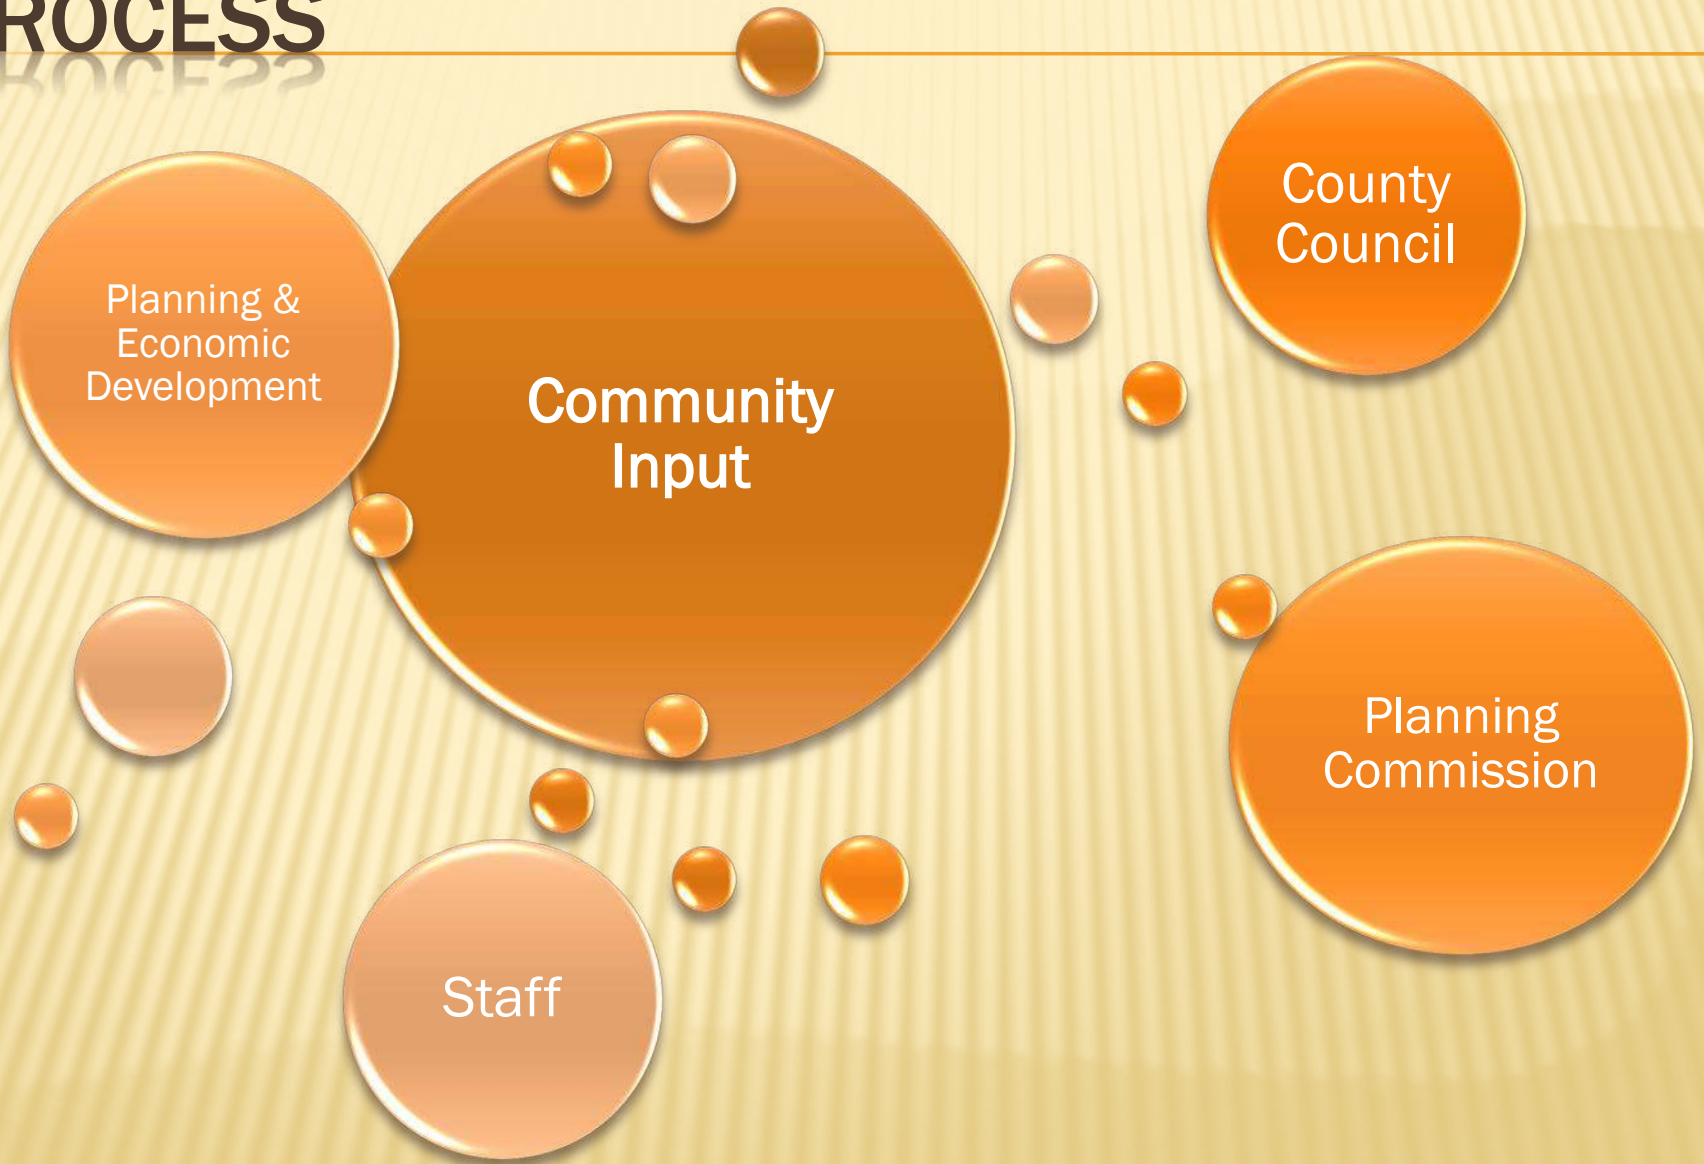 ROCESS
County
Council
Planning &
Economic
Development
Community
Input
Planning
Commission
Staff